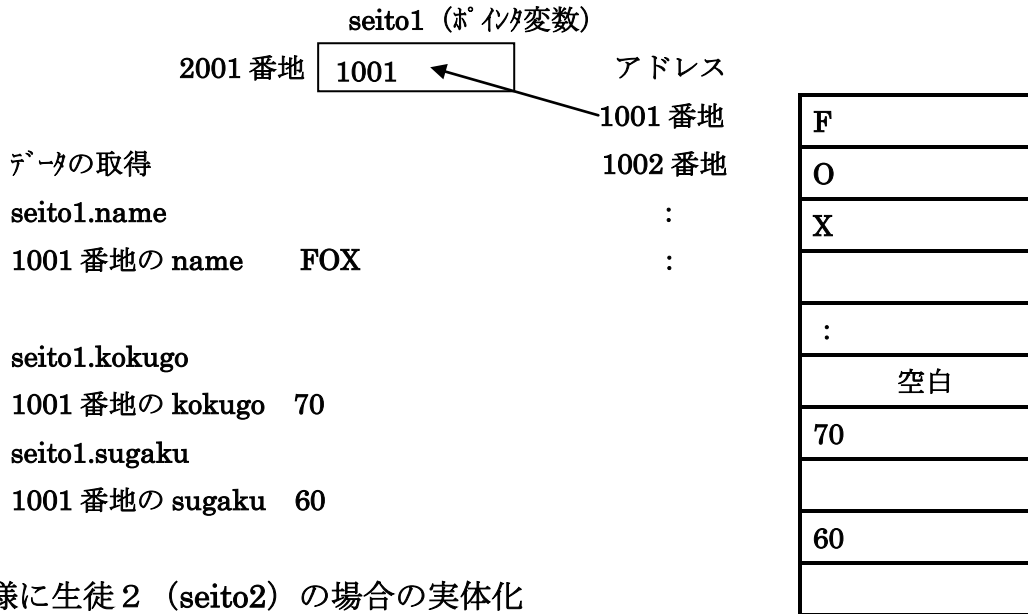 seito1（ﾎﾟｲﾝﾀ変数）
2001 番地 1001 アドレス
1001 番地 F
データの取得 1002 番地 O
seito1.name : X
1001 番地の name FOX :
:
seito1.kokugo
空白
1001 番地の kokugo 70
70
seito1.sugaku
1001 番地の sugaku 60
60
様に生徒２（seito2）の場合の実体化